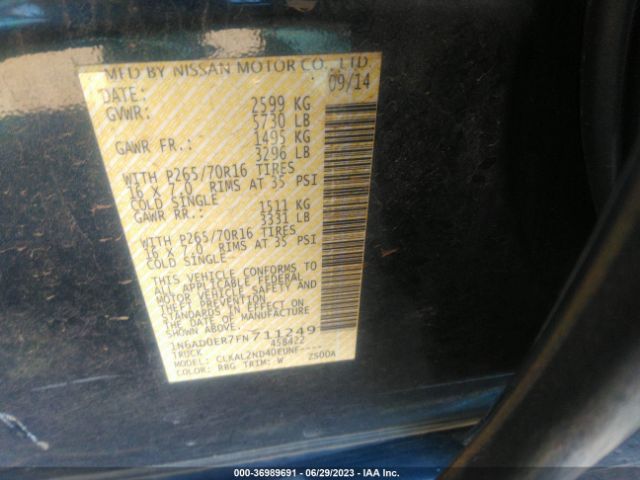 MFD BY NISSAN MOTOR CO., LTD.
DATE: 09/14
GVWR: 2599 KG
5730 LB
GAWR FR.: 1495 KG
3296 LB
WITH P265/70R16 TIRES
16 X 7.0 RIMS AT 35 PSI
COLD SINGLE
GAWR RR.: 1511 KG
3331 LB
WITH P265/70R16 TIRES
16 X 7.0 RIMS AT 35 PSI
COLD SINGLE
THIS VEHICLE CONFORMS TO
ALL APPLICABLE FEDERAL
MOTOR VEHICLE SAFETY AND
THEFT PREVENTION
STANDARDS IN EFFECT ON
THE DATE OF MANUFACTURE
SHOWN ABOVE.
1N6AD0ER7FN711249
TRUCK 458422
MODEL: 
COLOR: RBG TRIM: W
000-36989691 - 06/29/2023 - IAA Inc.